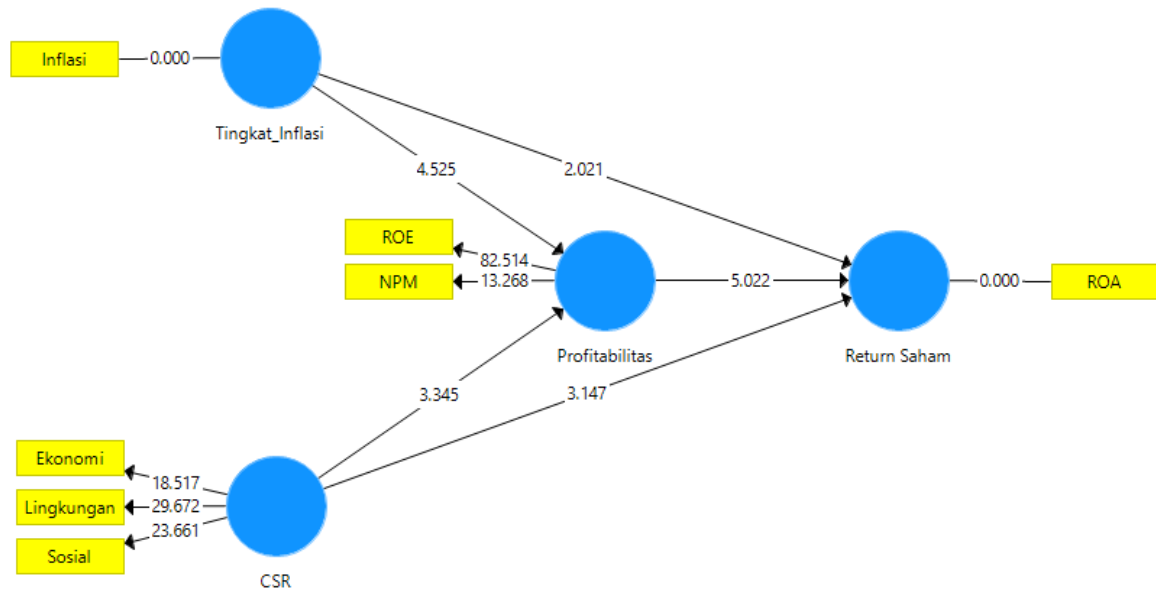 Inflasi
0.000
Tingkat_Inflasi
4.525
2.021
ROE
82.514
NPM
13.268
5.022
0.000
ROA
Profitabilitas
Return Saham
3.345
3.147
Ekonomi
18.517
Lingkungan
29.672
Sosial
23.661
CSR